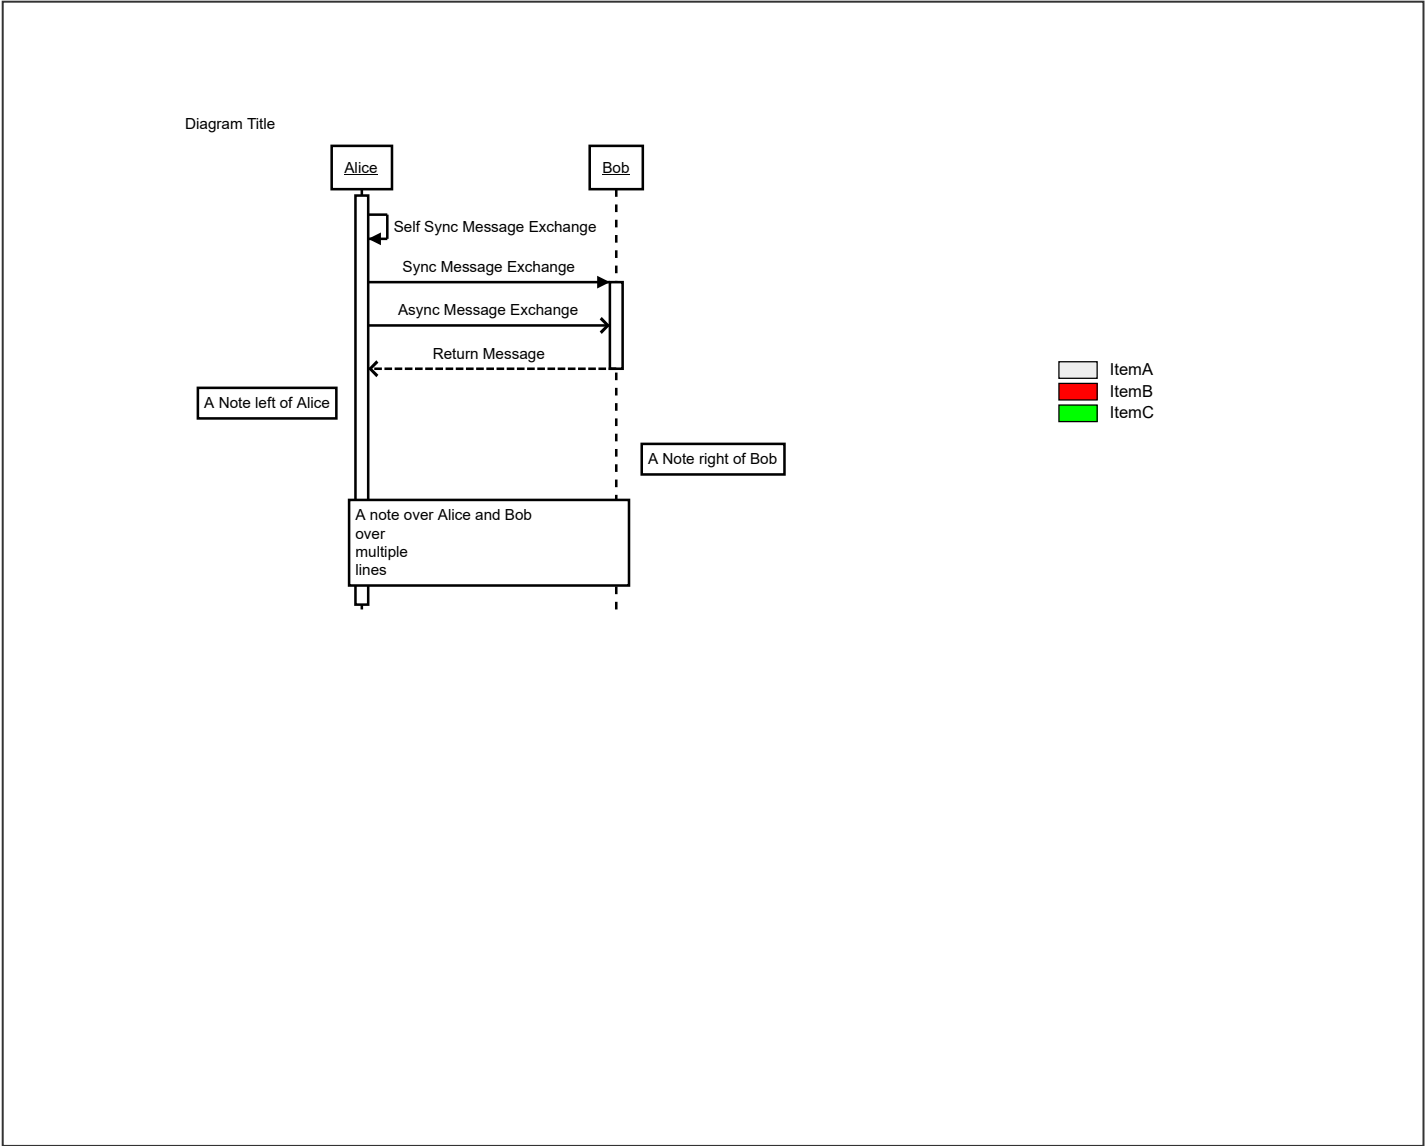 Diagram Title
Alice
Bob
Self Sync Message Exchange
Sync Message Exchange
Async Message Exchange
Return Message
A Note left of Alice
A Note right of Bob
A note over Alice and Bob
over
multiple
lines
ItemA
ItemB
ItemC